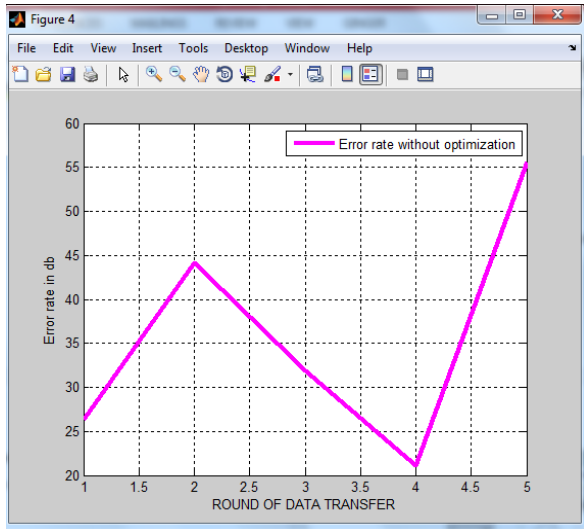 Figure 4
File Edit View Insert Tools Desktop Window Help
Error rate without optimization
Error rate in db
60
55
50
45
40
35
30
25
20
1 1.5 2 2.5 3 3.5 4 4.5 5
ROUND OF DATA TRANSFER